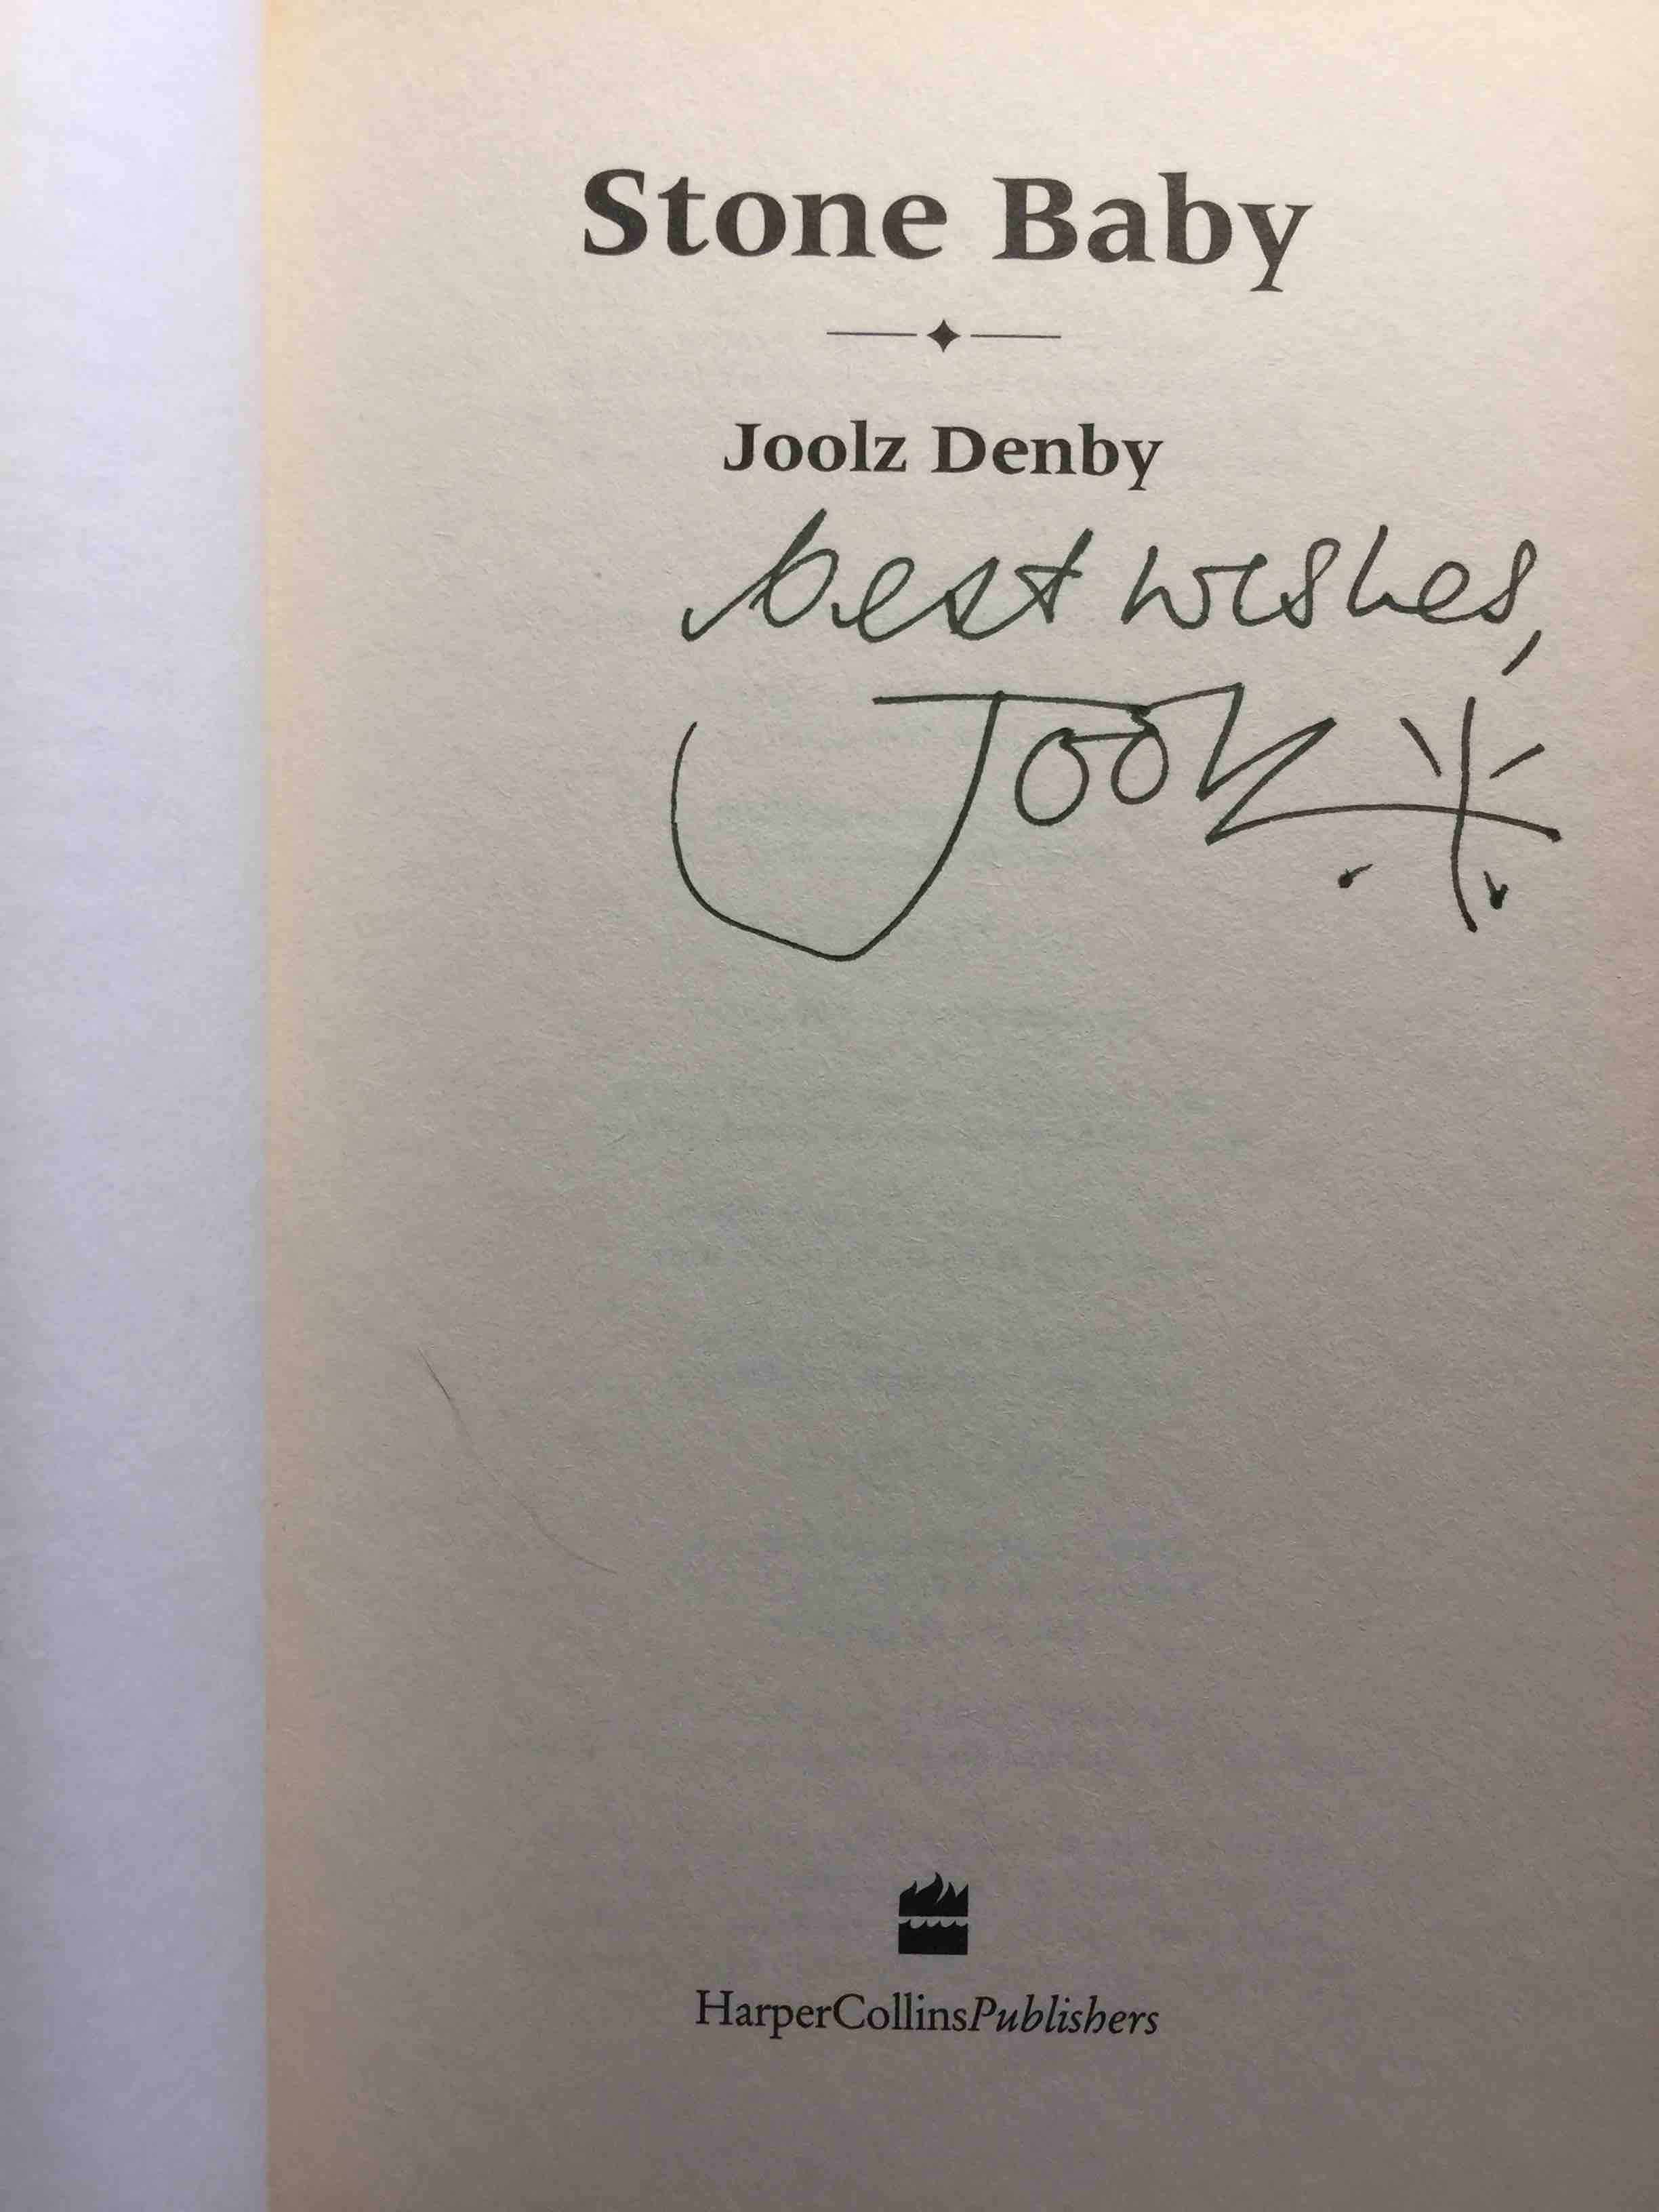 Stone Baby
Joolz Denby
best wishes,
Joolz
HarperCollinsPublishers